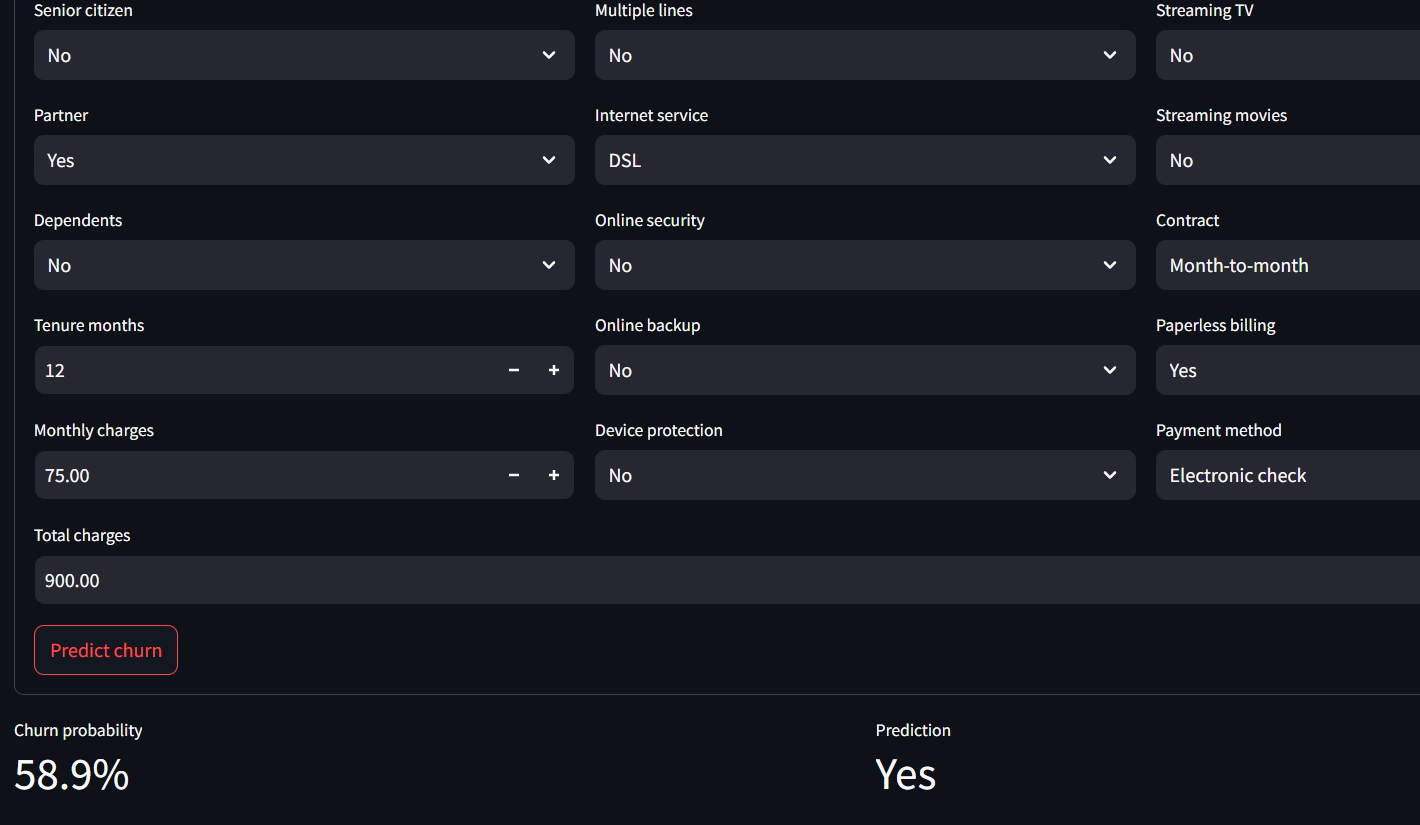 Senior citizen
Multiple lines
Streaming TV
No
No
No
Partner
Internet service
Streaming movies
Yes
DSL
No
Dependents
Online security
Contract
No
No
Month-to-month
Tenure months
Online backup
Paperless billing
12
No
Yes
Monthly charges
Device protection
Payment method
75.00
No
Electronic check
Total charges
900.00
Predict churn
Churn probability
Prediction
58.9%
Yes